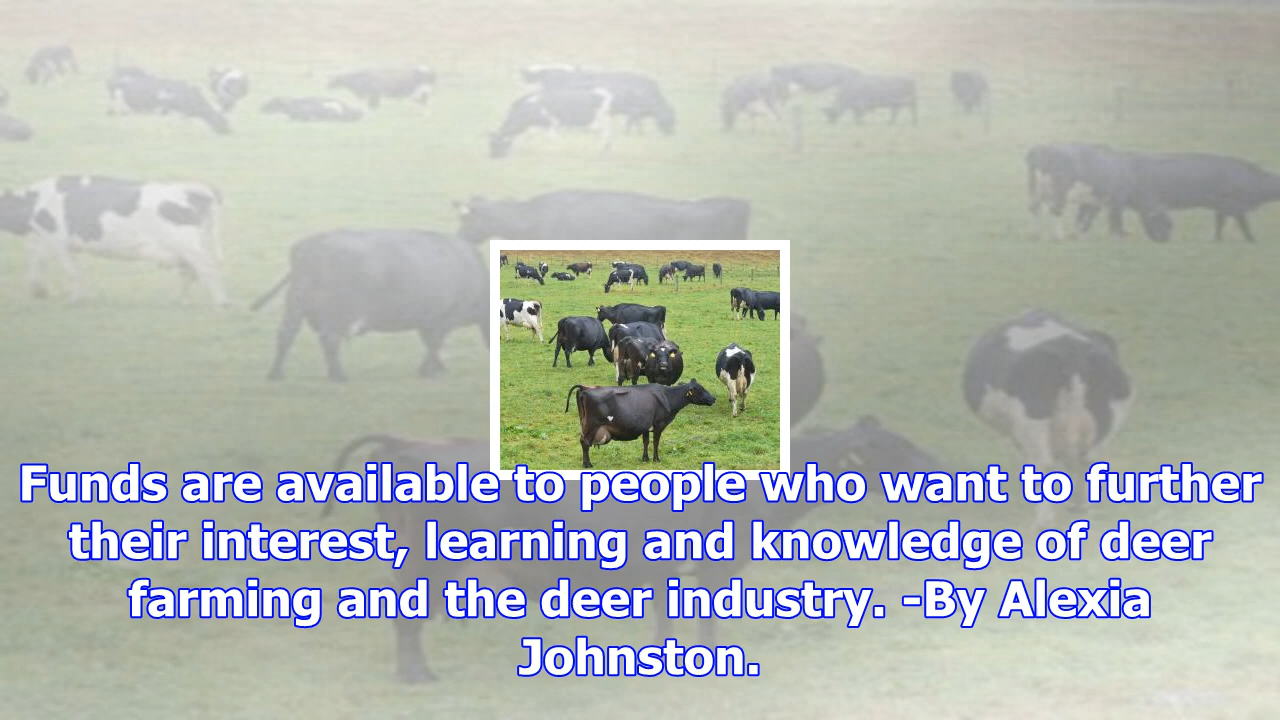 Funds are available to people who want to further
their interest, learning and knowledge of deer
farming and the deer industry. -By Alexia
Johnston.